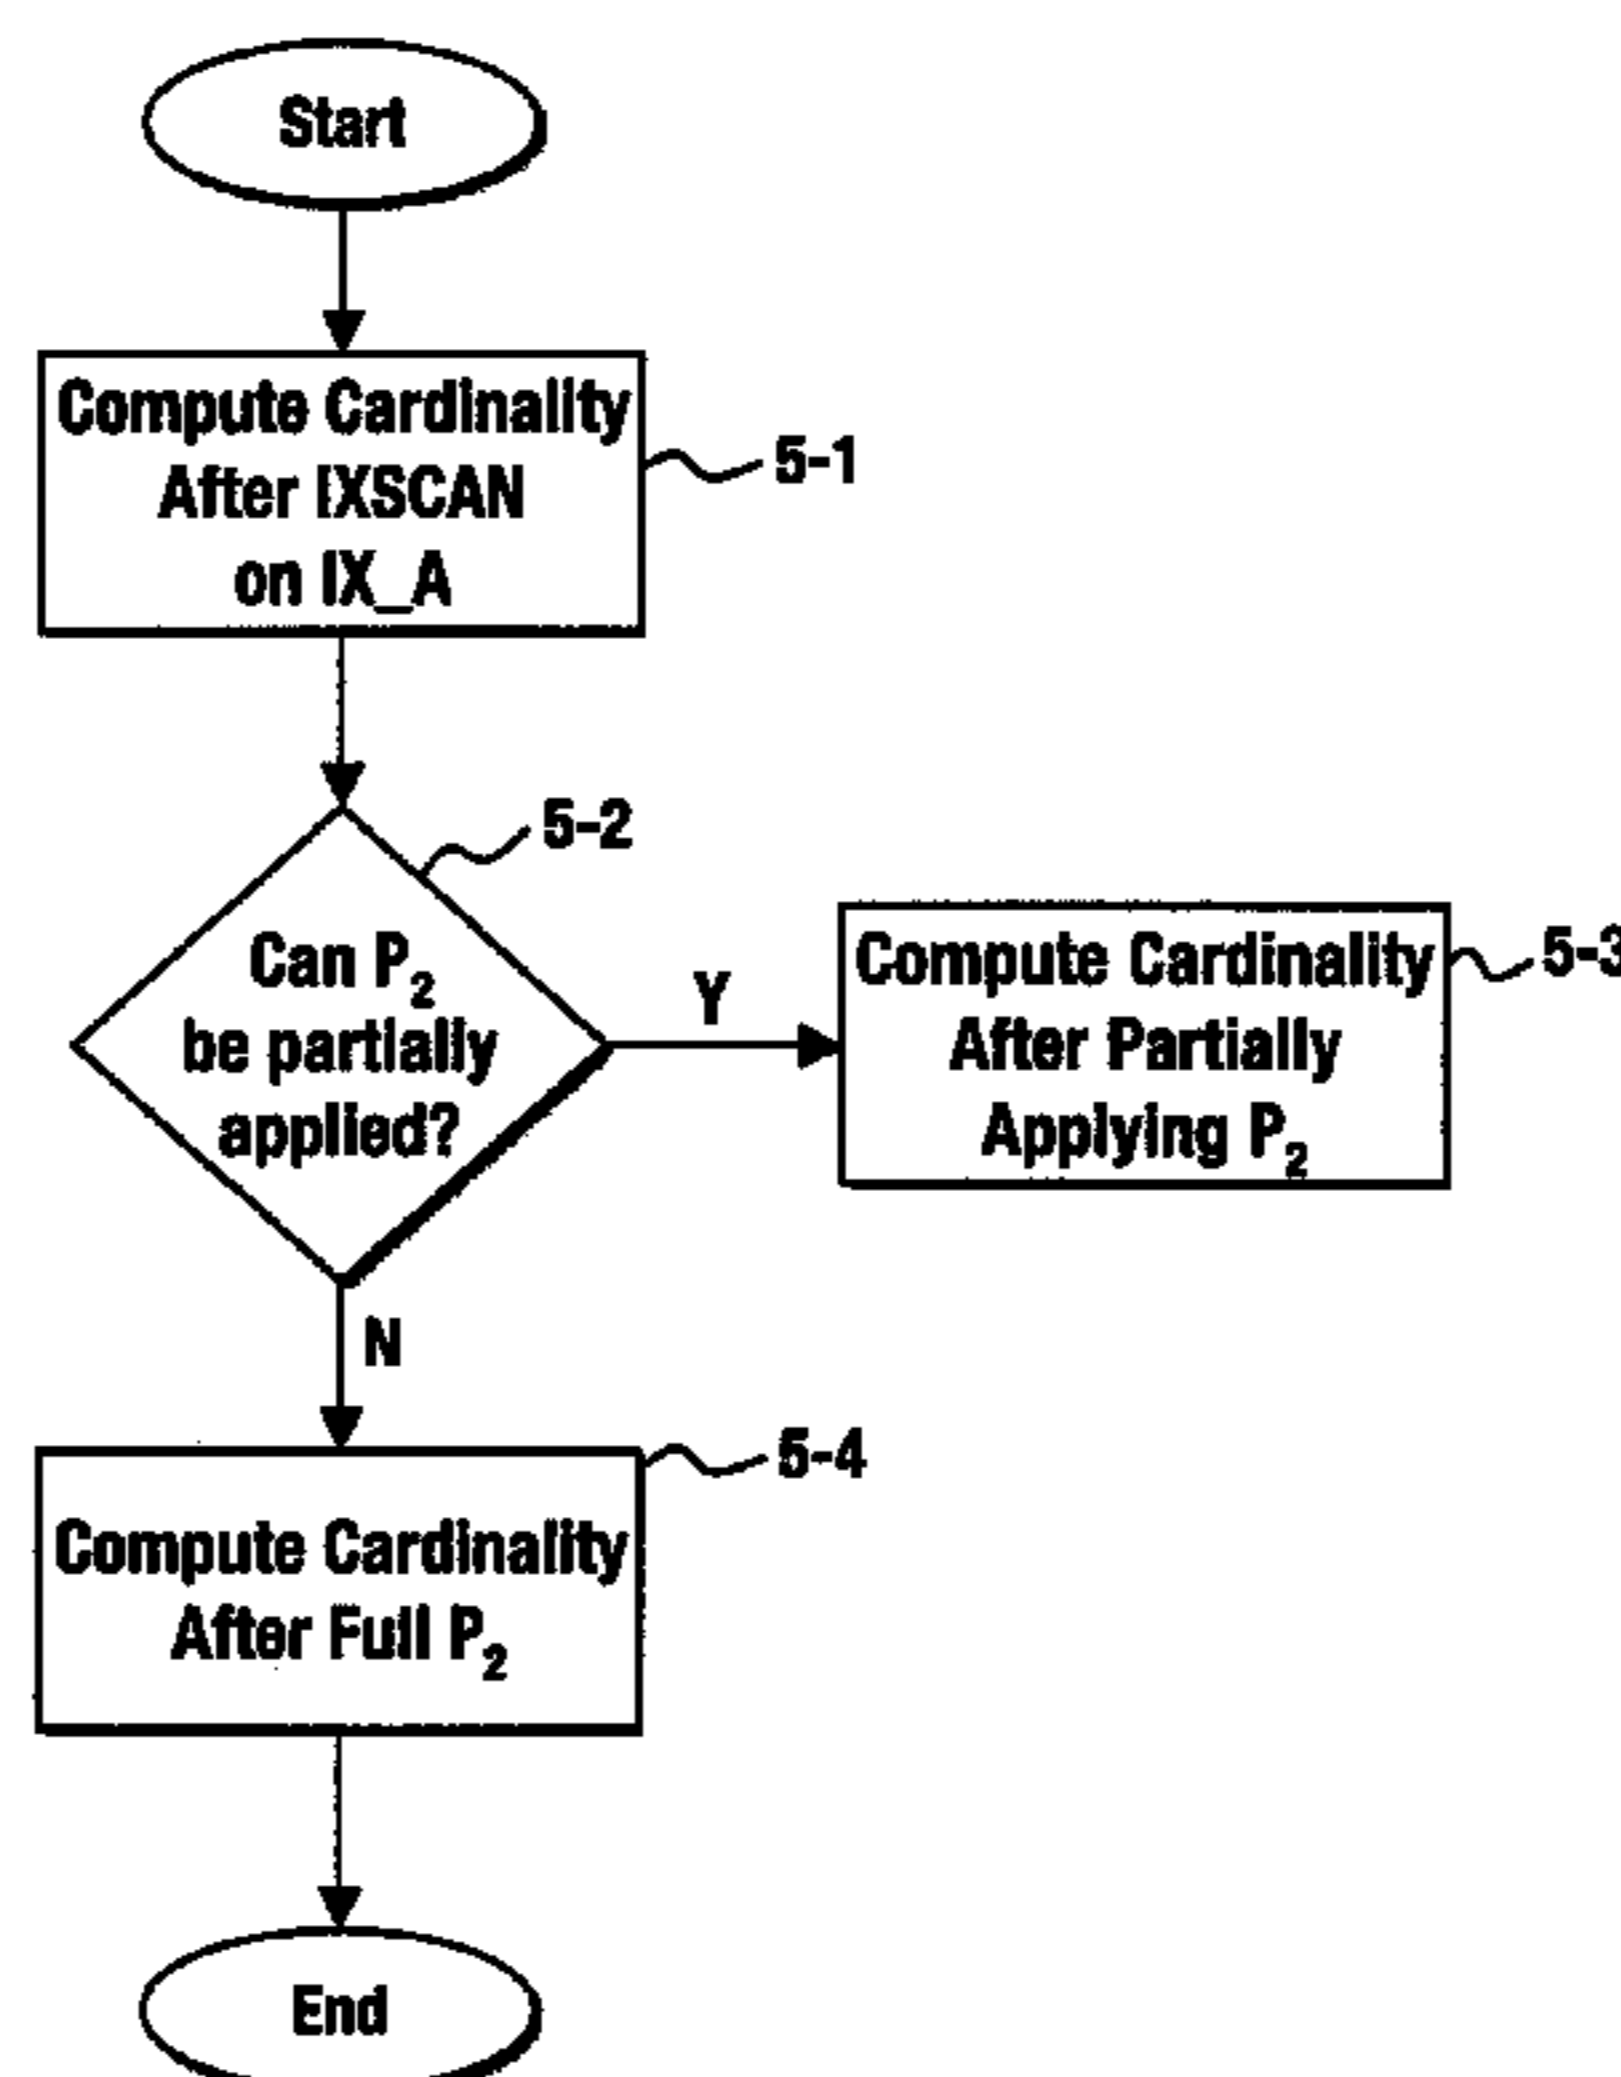 Start
Compute Cardinality
After IXSCAN
on IX_A
5-1
5-2
Can P₂
be partially
applied?
Y
Compute Cardinality
After Partially
Applying P₂
5-3
N
5-4
Compute Cardinality
After Full P₂
End